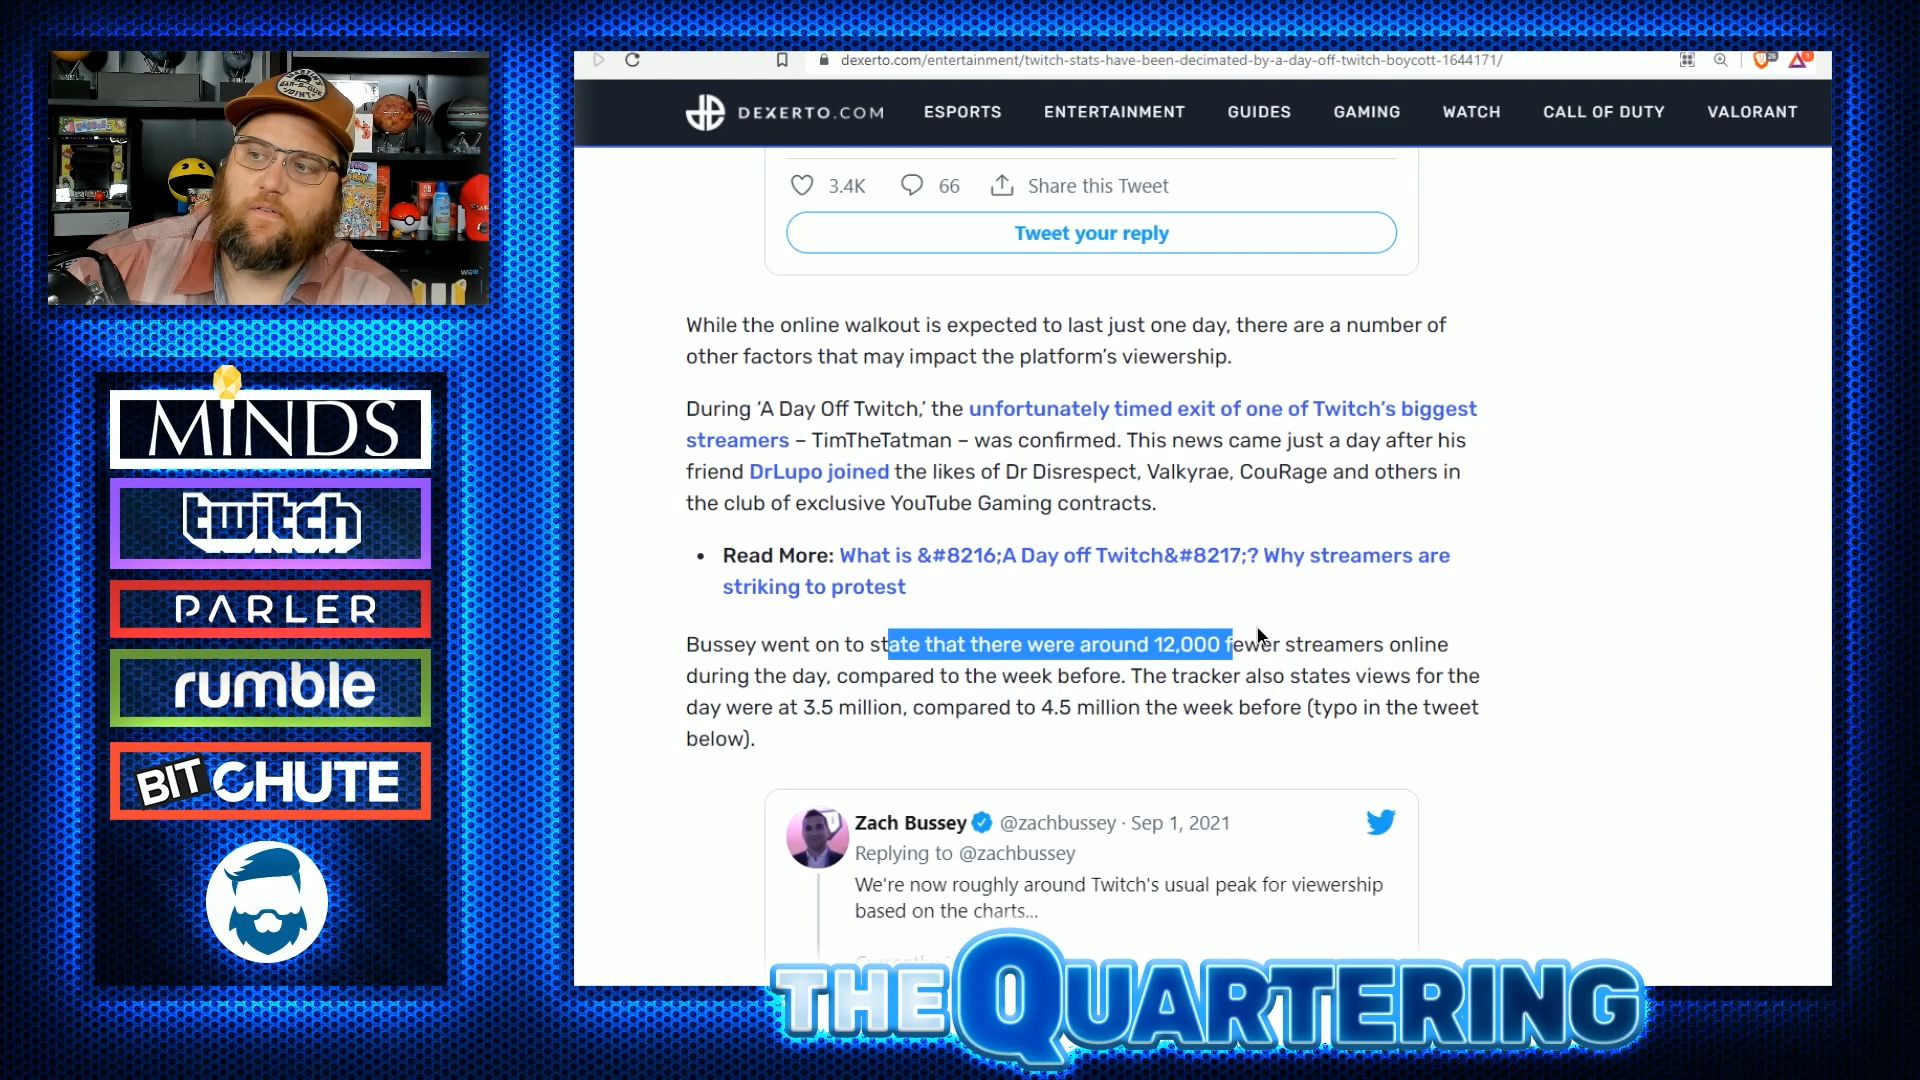 dexerto.com/entertainment/twitch-stats-have-been-decimated-by-a-day-off-twitch-boycott-1644171/
DEXERTO.COM ESPORTS ENTERTAINMENT GUIDES GAMING WATCH CALL OF DUTY VALORANT
3.4K 66 Share this Tweet
Tweet your reply
While the online walkout is expected to last just one day, there are a number of
other factors that may impact the platform's viewership.
During ‘A Day Off Twitch,’ the unfortunately timed exit of one of Twitch's biggest
streamers – TimTheTatman – was confirmed. This news came just a day after his
friend DrLupo joined the likes of Dr Disrespect, Valkyrae, CouRage and others in
the club of exclusive YouTube Gaming contracts.
• Read More: What is &#8216;A Day off Twitch&#8217;? Why streamers are
striking to protest
Bussey went on to state that there were around 12,000 fewer streamers online
during the day, compared to the week before. The tracker also states views for the
day were at 3.5 million, compared to 4.5 million the week before (typo in the tweet
below).
Zach Bussey @zachbussey · Sep 1, 2021
Replying to @zachbussey
We're now roughly around Twitch's usual peak for viewership
based on the charts...
MINDS
twitch
PARLER
rumble
BITCHUTE
THE QUARTERING